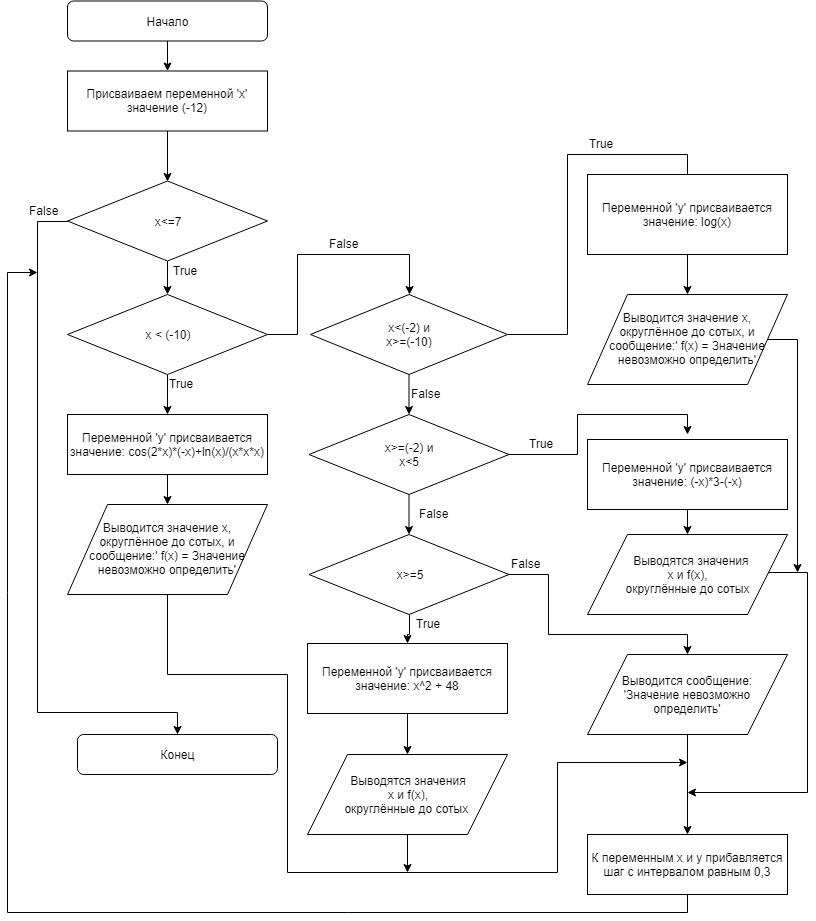 Начало
Присваиваем переменной 'x'
значение (-12)
x<=7
False
True
x < (-10)
False
True
Переменной 'y' присваивается
значение: cos(2*x)*(-x)+ln(x)/(x*x*x)
Выводится значение x,
округлённое до сотых, и
сообщение:' f(x) = Значение
невозможно определить'
Конец
x<(-2) и
x>=(-10)
True
False
Переменной 'y' присваивается
значение: log(x)
Выводится значение x,
округлённое до сотых, и
сообщение:' f(x) = Значение
невозможно определить'
x>=(-2) и
x<5
True
False
Переменной 'y' присваивается
значение: (-x)*3-(-x)
Выводятся значения
x и f(x),
округлённые до сотых
x>=5
False
True
Переменной 'y' присваивается
значение: x^2 + 48
Выводятся значения
x и f(x),
округлённые до сотых
Выводится сообщение:
'Значение невозможно
определить'
К переменным x и y прибавляется
шаг с интервалом равным 0,3